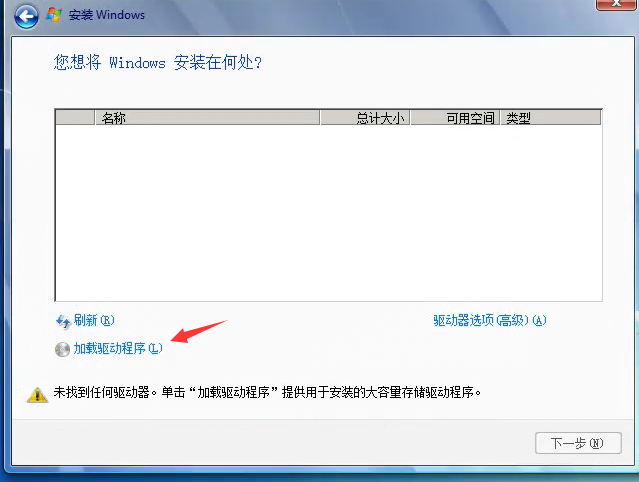 安装 Windows
您想将 Windows 安装在何处?
名称 总计大小 可用空间 类型
刷新(R) 驱动器选项(高级)(A)
加载驱动程序(L)
未找到任何驱动器。单击“加载驱动程序”提供用于安装的大容量存储驱动程序。
下一步(N)